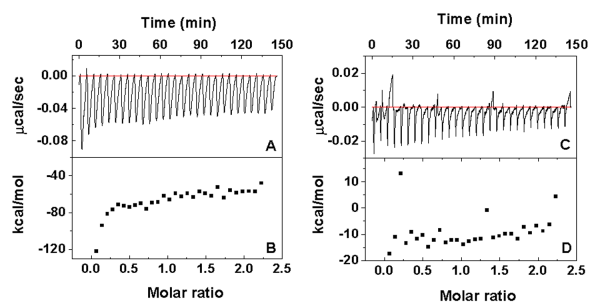 Time (min)
0 30 60 90 120 150
0.00
-0.04
-0.08
μcal/sec
A
-40
-80
-120
kcal/mol
B
0.0 0.5 1.0 1.5 2.0 2.5
Molar ratio
Time (min)
0 30 60 90 120 150
0.02
0.00
-0.02
μcal/sec
C
10
0
-10
-20
kcal/mol
D
0.0 0.5 1.0 1.5 2.0 2.5
Molar ratio